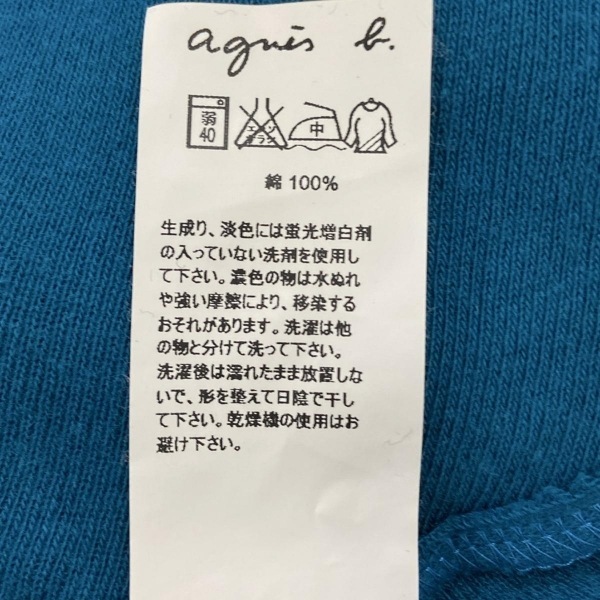 agnès b.
弱 40 エンソ サラシ 中
綿 100%
生成り、淡色には蛍光増白剤
の入っていない洗剤を使用し
て下さい。濃色の物は水ぬれ
や強い摩擦により、移染する
おそれがあります。洗濯は他
の物と分けて洗って下さい。
洗濯後は濡れたまま放置しな
いで、形を整えて日陰で干し
て下さい。乾燥機の使用はお
避け下さい。